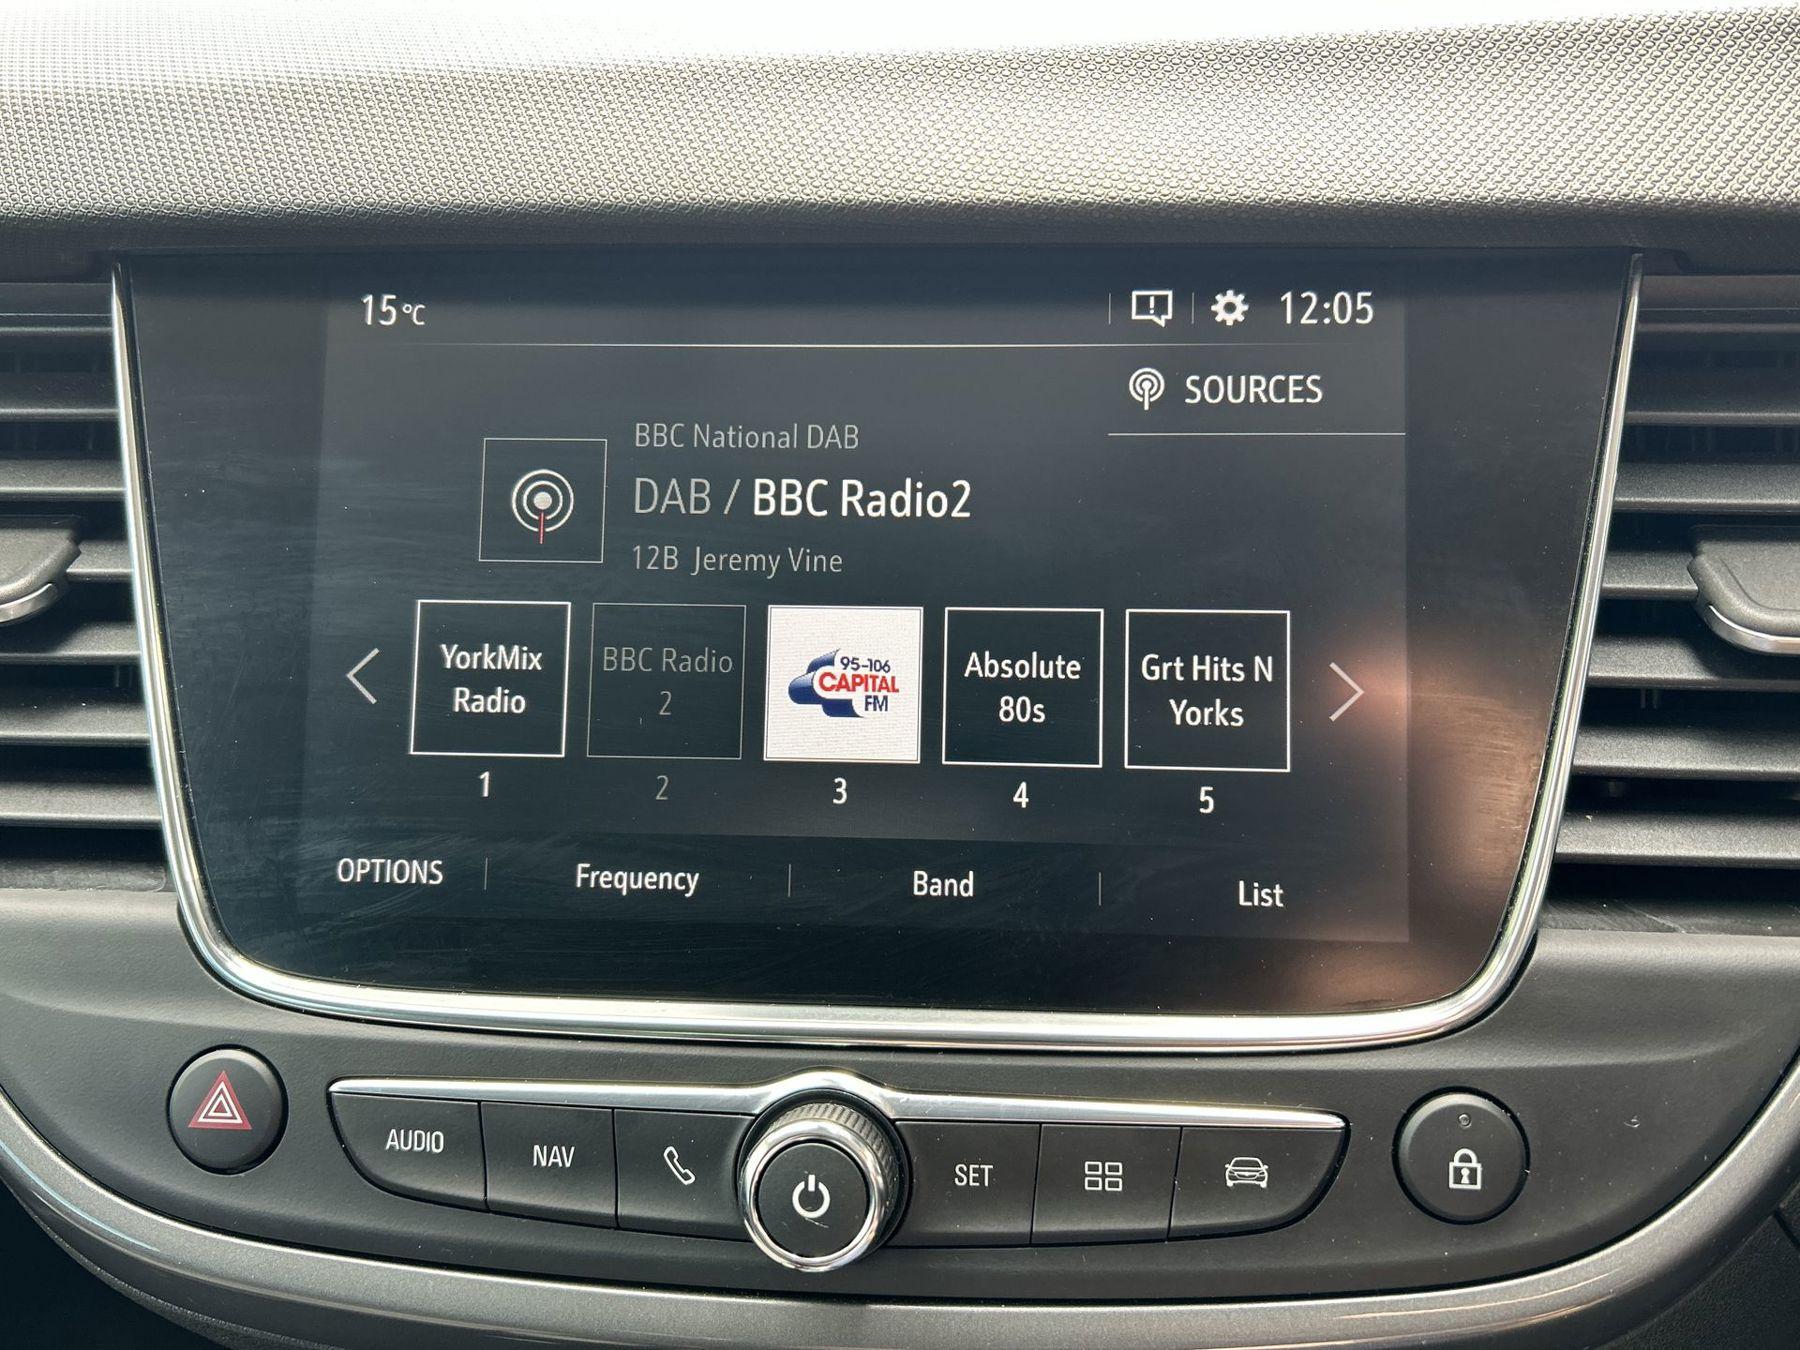 15°C
12:05
SOURCES
BBC National DAB
DAB / BBC Radio2
12B Jeremy Vine
YorkMix
Radio
BBC Radio
2
95-106
CAPITAL
FM
Absolute
80s
Grt Hits N
Yorks
1
2
3
4
5
OPTIONS
Frequency
Band
List
AUDIO
NAV
SET